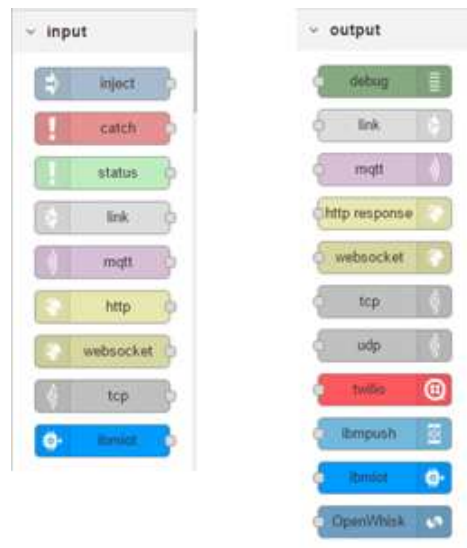 input
inject
catch
status
link
mqtt
http
websocket
tcp
ibmiot
output
debug
link
mqtt
http response
websocket
tcp
udp
twilio
ibmpush
ibmiot
OpenWhisk